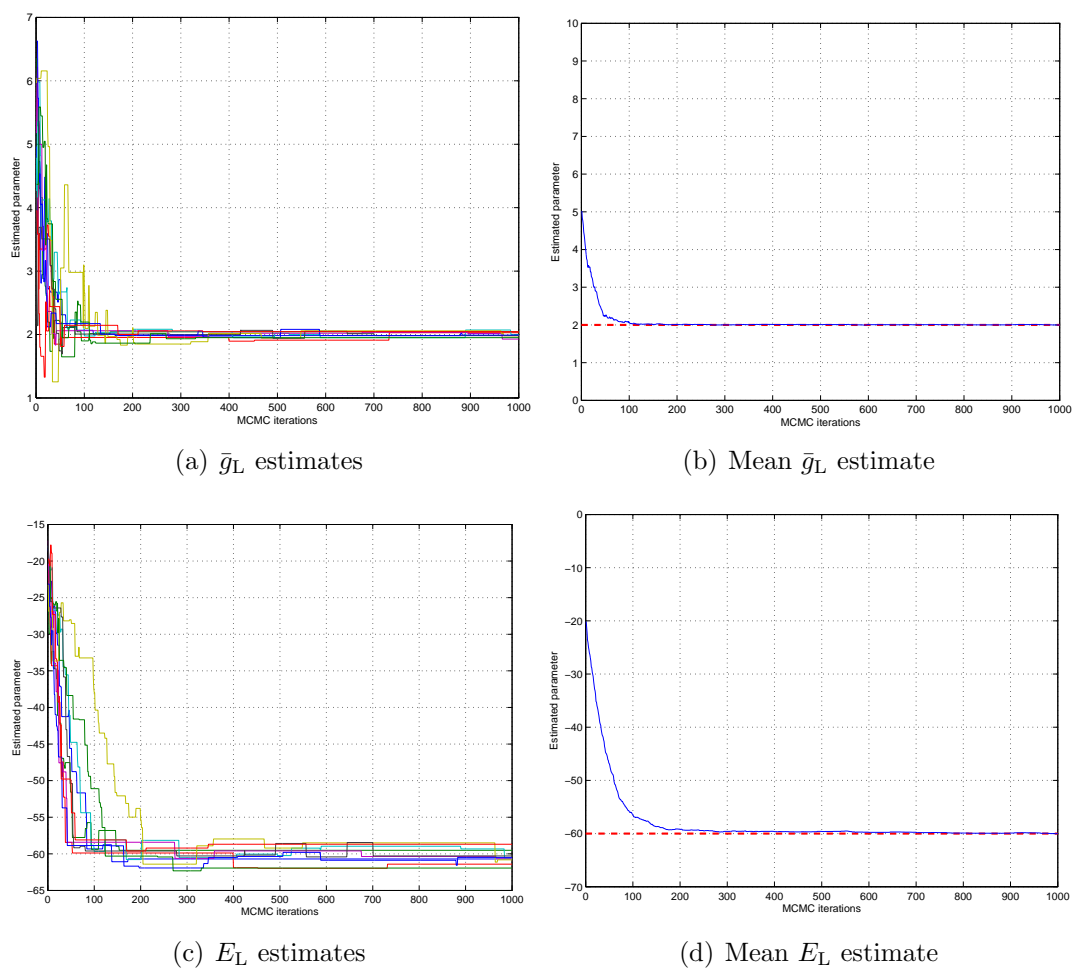 7
6
5
4
3
2
1
0 100 200 300 400 500 600 700 800 900 1000
MCMC iterations
Estimated parameter
(a) ḡL estimates
10
9
8
7
6
5
4
3
2
1
0
0 100 200 300 400 500 600 700 800 900 1000
MCMC iterations
Estimated parameter
(b) Mean ḡL estimate
−15
−20
−25
−30
−35
−40
−45
−50
−55
−60
−65
0 100 200 300 400 500 600 700 800 900 1000
MCMC iterations
Estimated parameter
(c) EL estimates
0
−10
−20
−30
−40
−50
−60
−70
0 100 200 300 400 500 600 700 800 900 1000
MCMC iterations
Estimated parameter
(d) Mean EL estimate